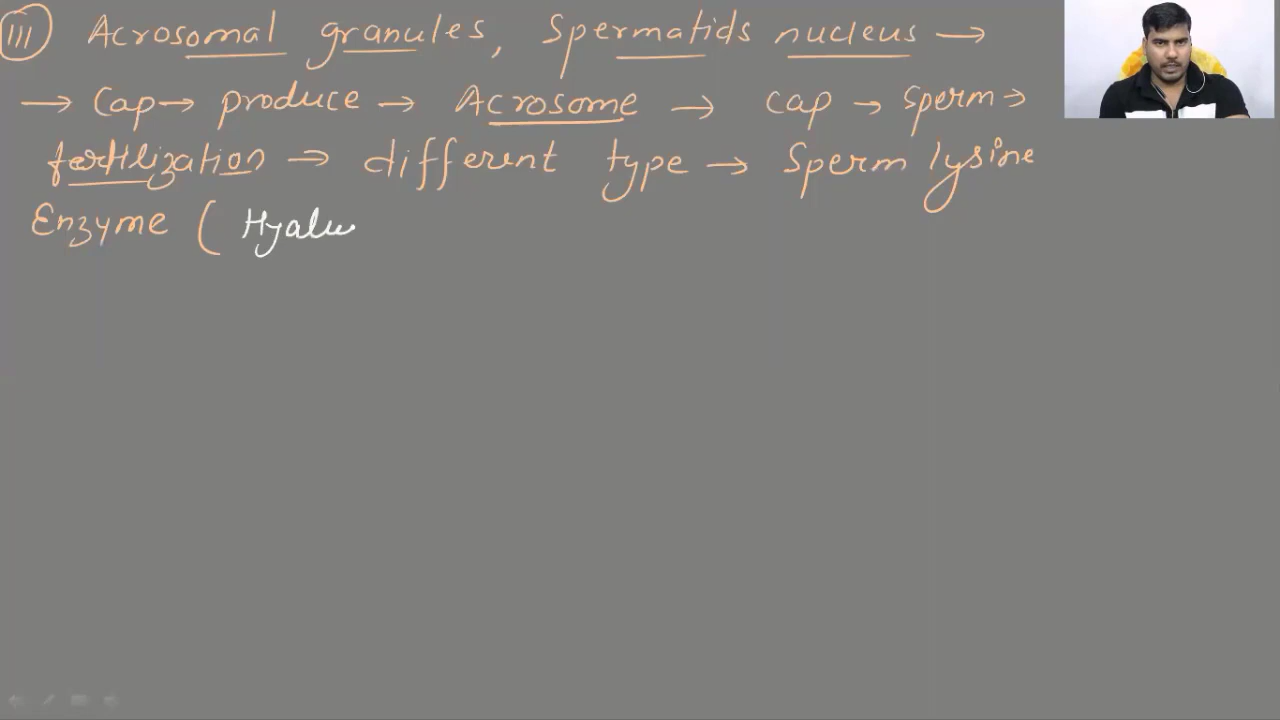 (iii) Acrosomal granules, Spermatids nucleus →
→ Cap → produce → Acrosome → cap → sperm →
fertilization → different type → Sperm lysine
Enzyme ( Hyalu